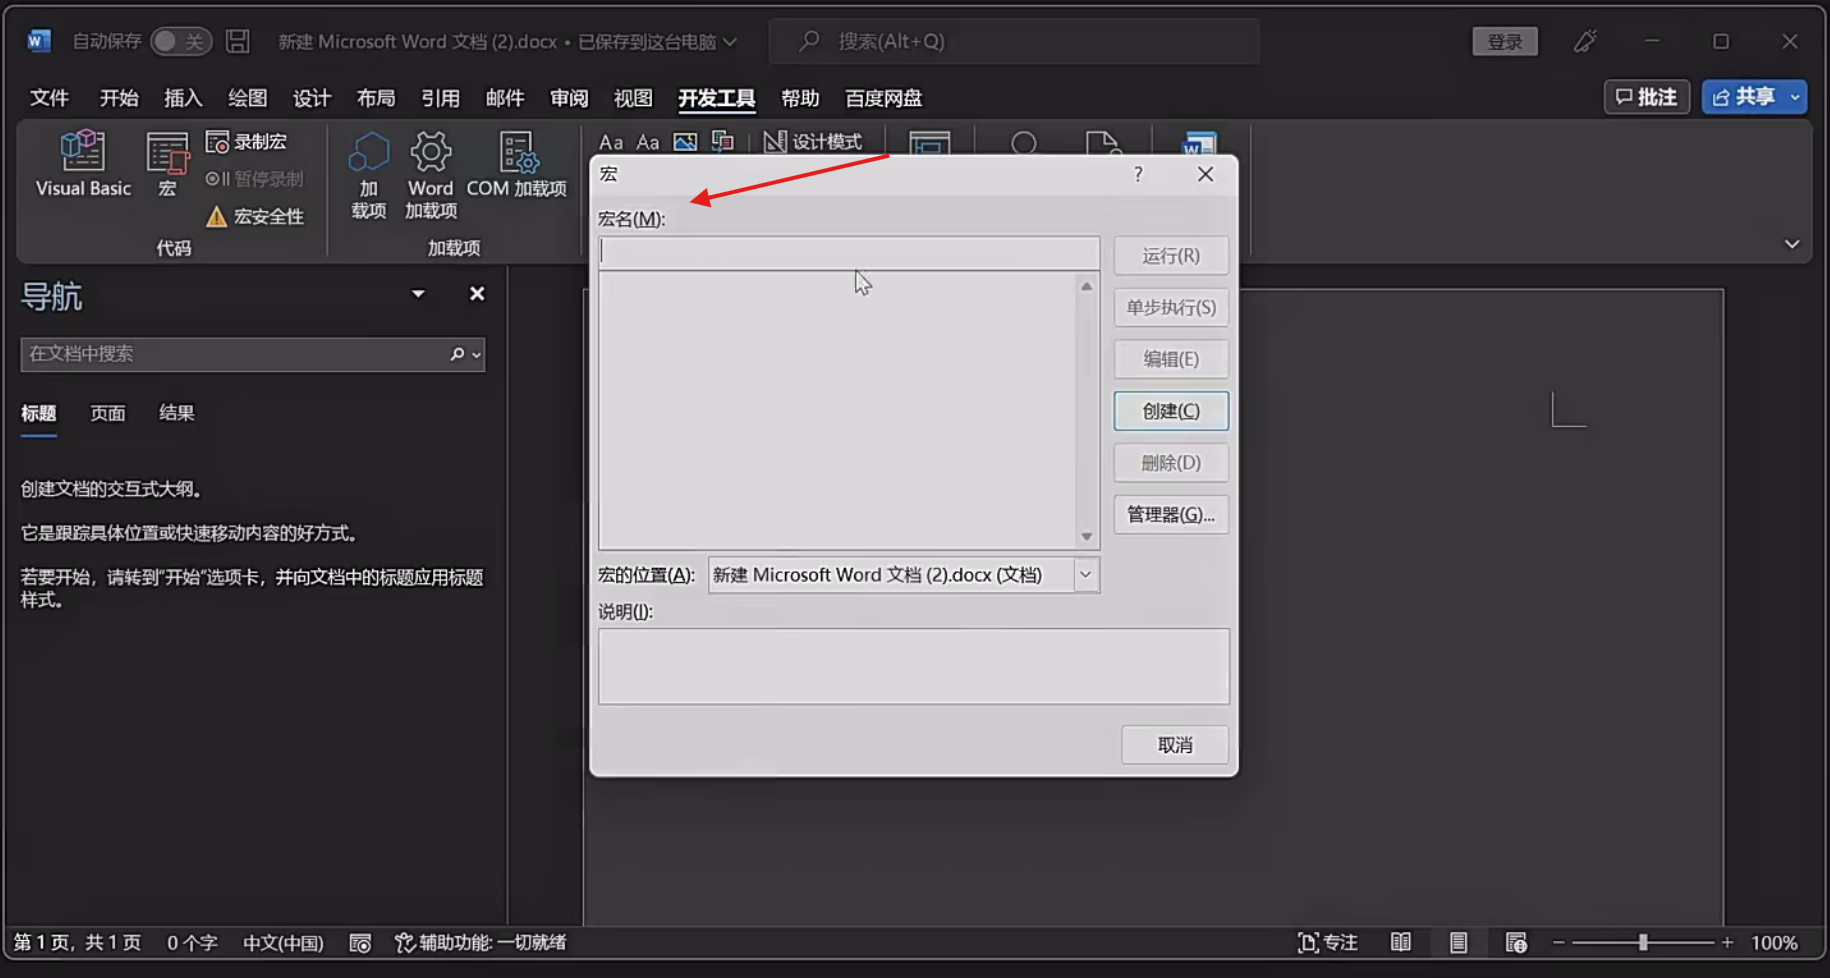 自动保存 关 新建 Microsoft Word 文档 (2).docx • 已保存到这台电脑 搜索(Alt+Q) 登录
文件 开始 插入 绘图 设计 布局 引用 邮件 审阅 视图 开发工具 帮助 百度网盘 批注 共享
Visual Basic
宏
录制宏
暂停录制
宏安全性
代码
加
载项
Word
加载项
COM 加载项
加载项
Aa Aa 设计模式
导航
在文档中搜索
标题 页面 结果
创建文档的交互式大纲。
它是跟踪具体位置或快速移动内容的好方式。
若要开始，请转到“开始”选项卡，并向文档中的标题应用标题
样式。
宏 ?
宏名(M):
运行(R)
单步执行(S)
编辑(E)
创建(C)
删除(D)
管理器(G)...
宏的位置(A): 新建 Microsoft Word 文档 (2).docx (文档)
说明(I):
取消
第 1 页，共 1 页 0 个字 中文(中国) 辅助功能: 一切就绪 专注 100%